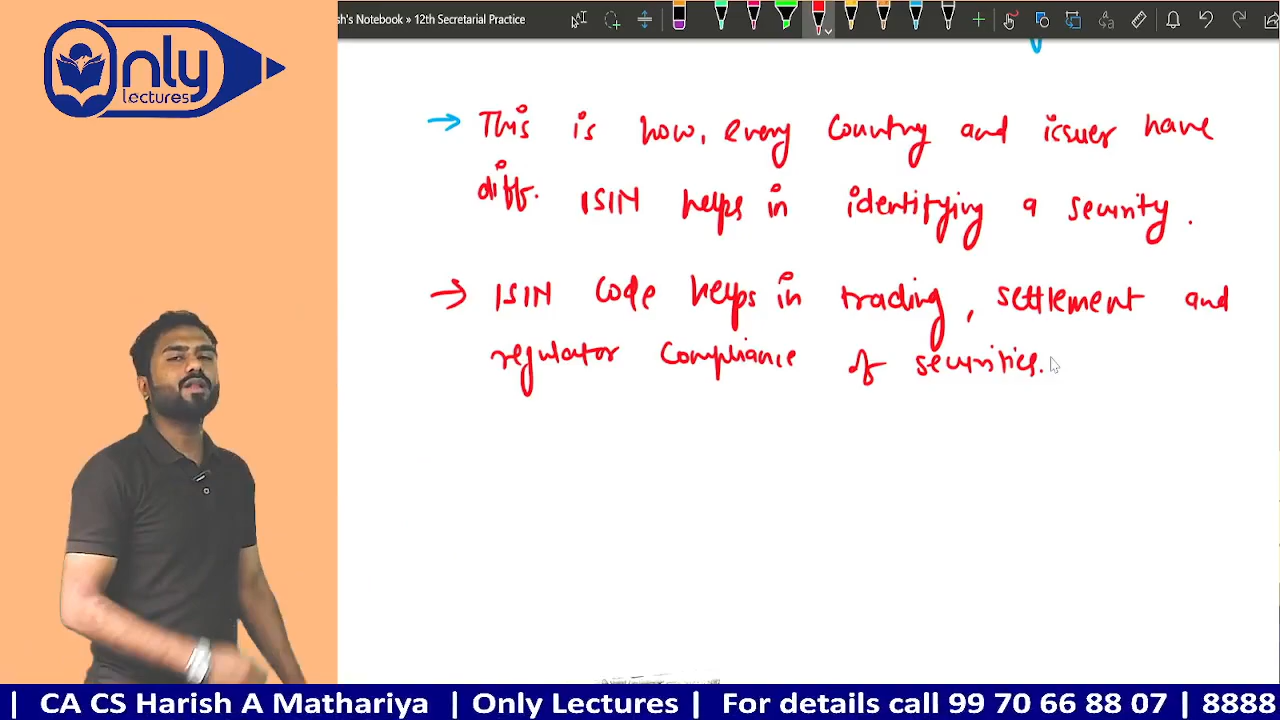 sh's Notebook » 12th Secretarial Practice
Only
lectures
→ This is how, every country and issuer have
diff. ISIN helps in identifying a security.
→ ISIN code helps in trading, settlement and
regulator compliance of securities.
| CA CS Harish A Mathariya | Only Lectures | For details call 99 70 66 88 07 | 8888